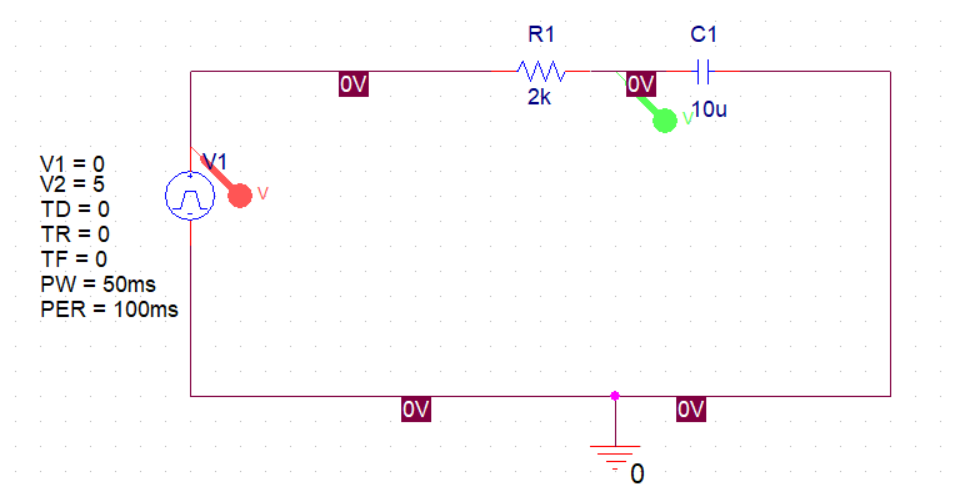 R1
C1
0V
0V
2k
10u
V
V1
V
V1 = 0
V2 = 5
TD = 0
TR = 0
TF = 0
PW = 50ms
PER = 100ms
0V
0V
0